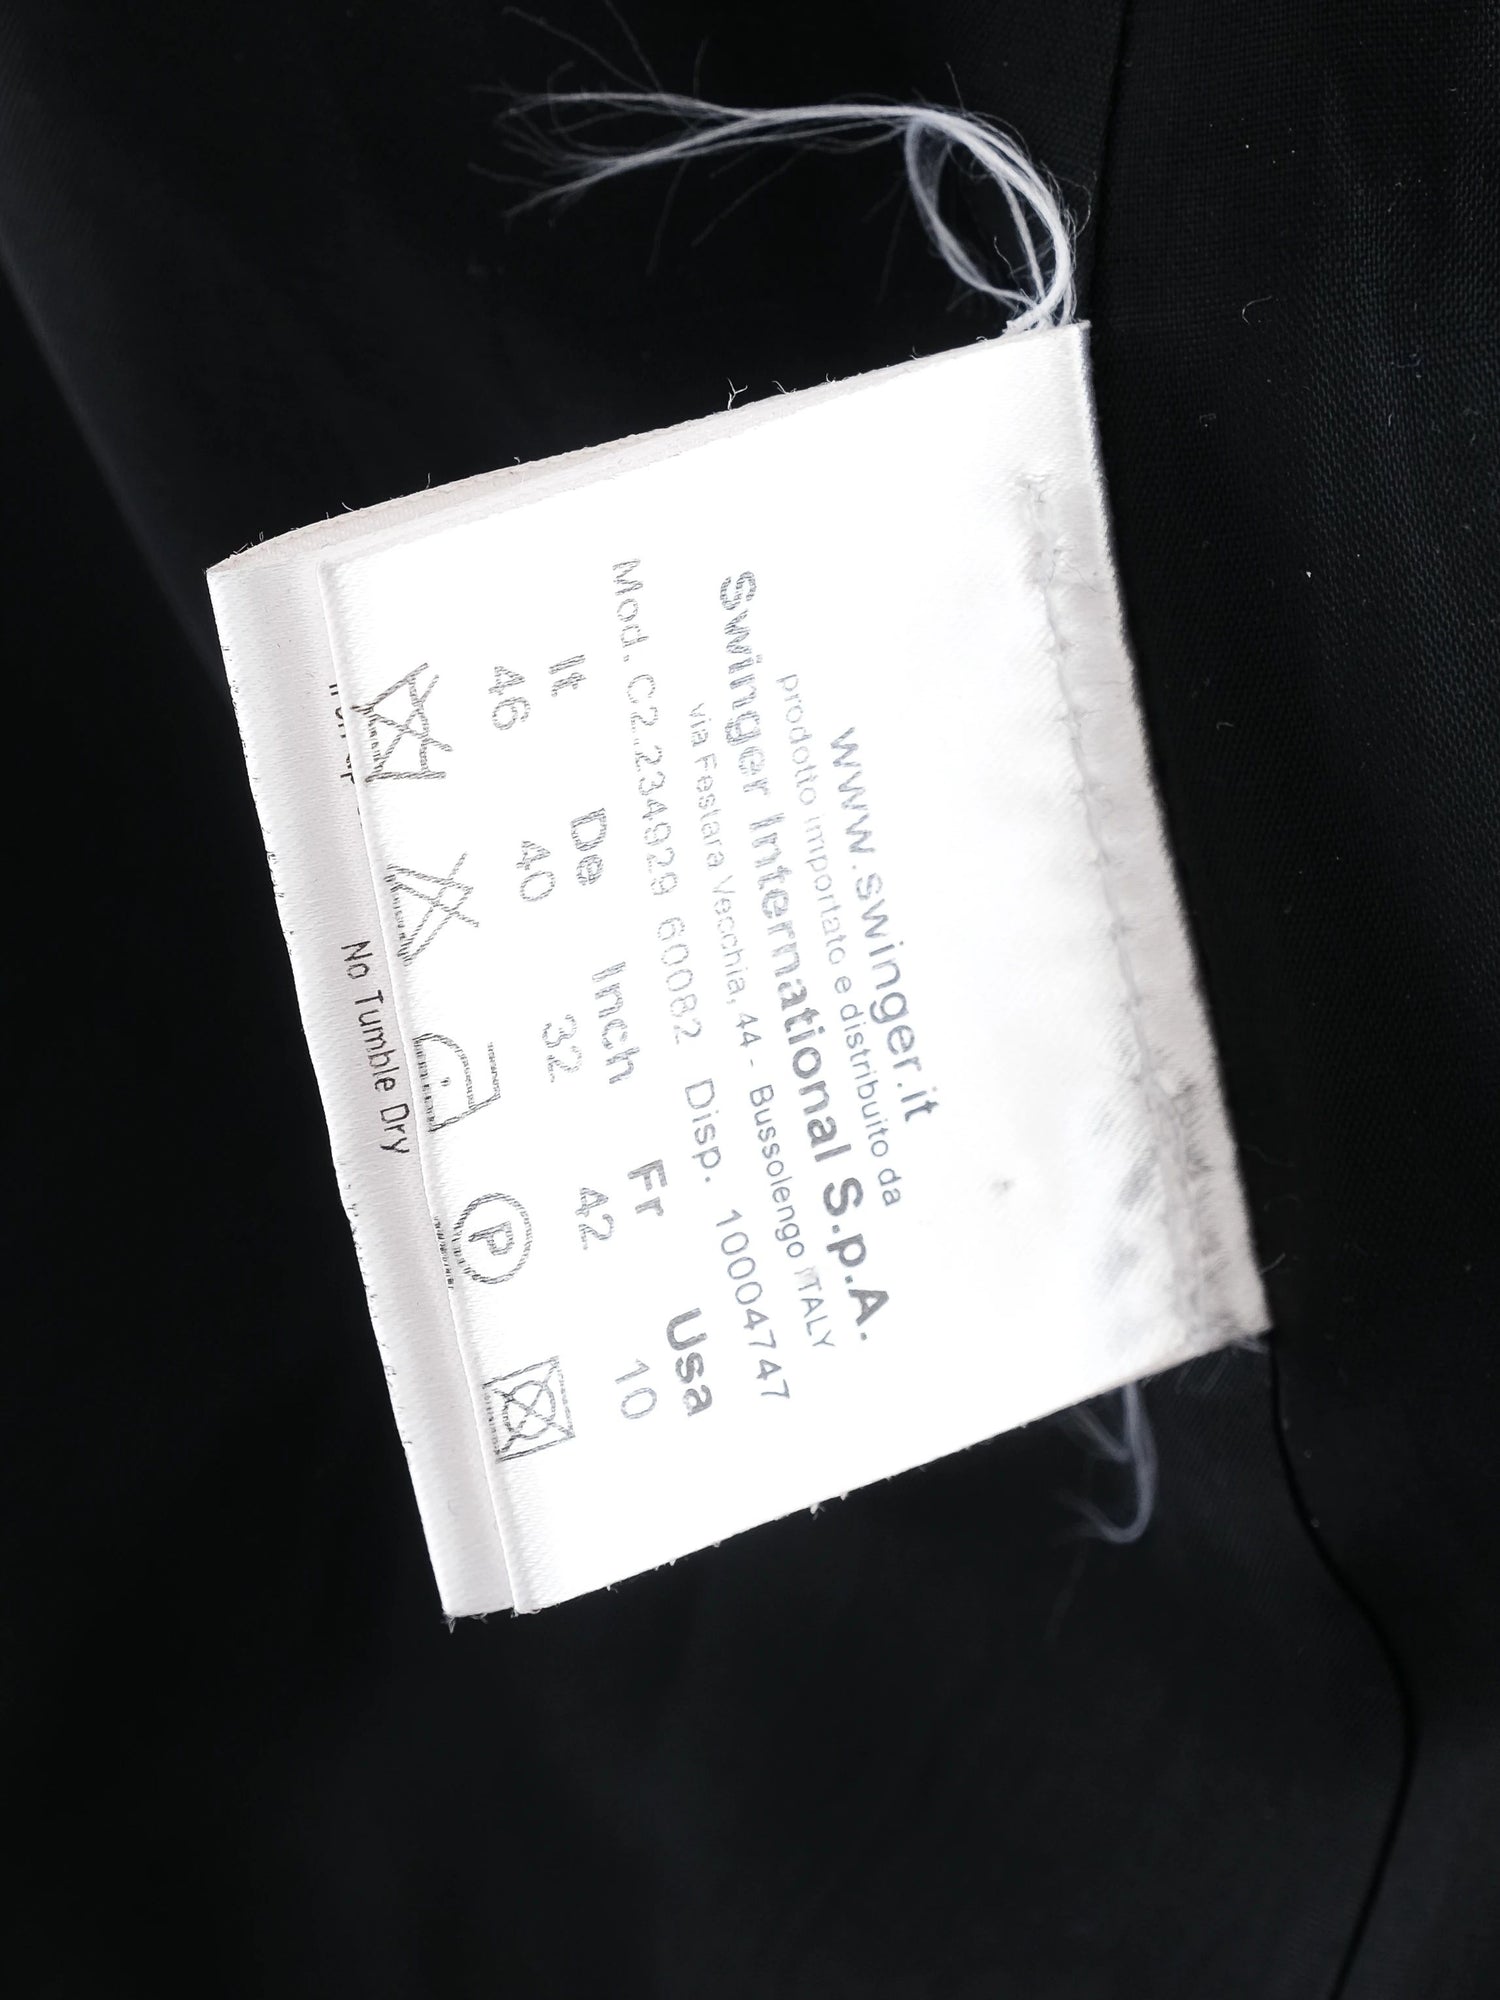 www.swinger.it
prodotto importato e distribuito da
Swinger International S.p.A.
via Festara Vecchia, 44 - Bussolengo ITALY
Mod. C2.234929 60082 Disp. 10004747
It De Inch Fr Usa
46 40 32 42 10
P
No Tumble Dry